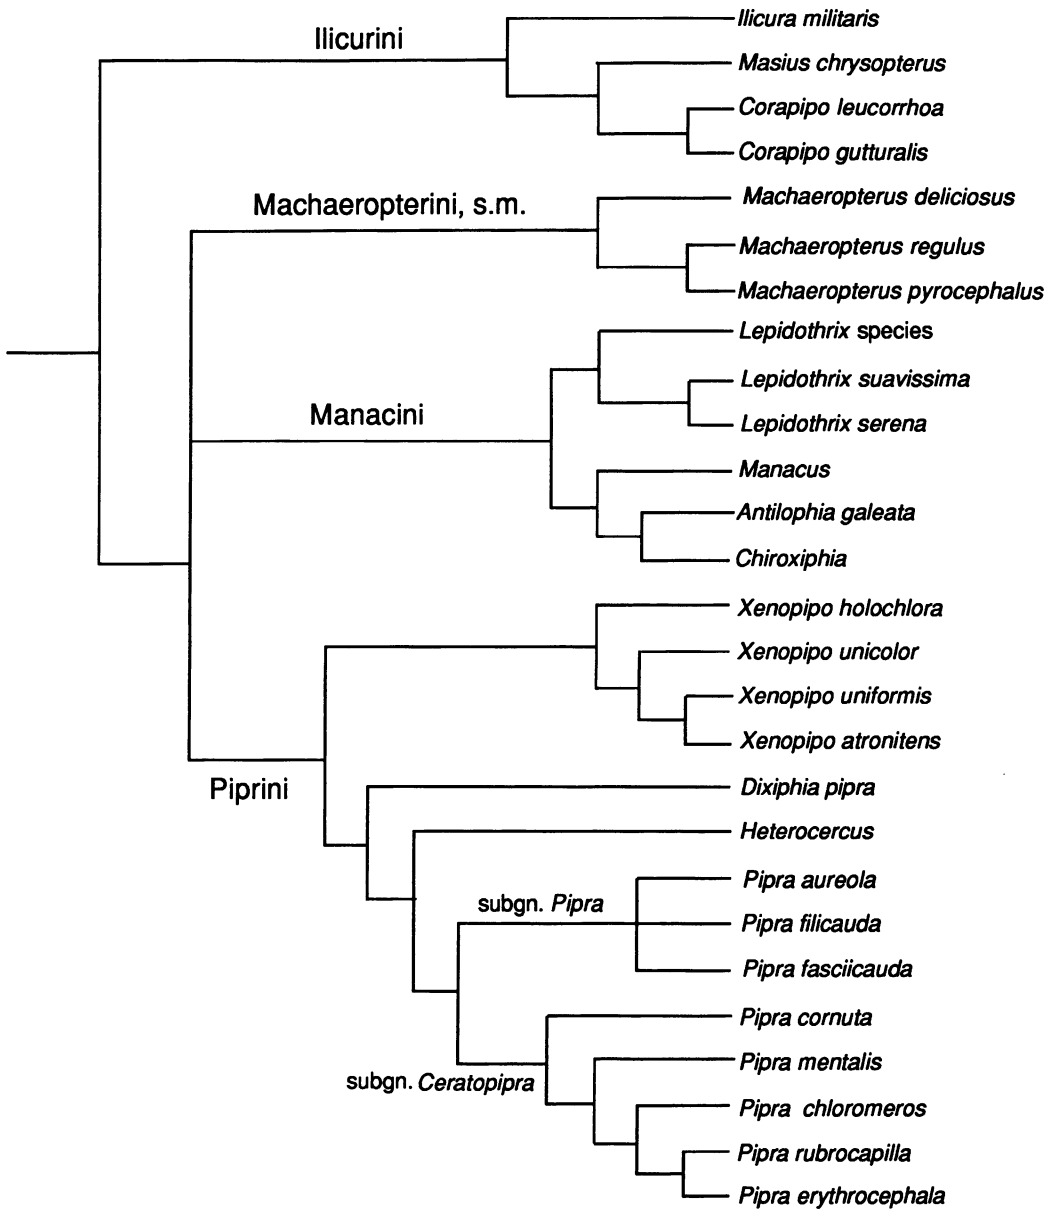 Ilicurini
Ilicura militaris
Masius chrysopterus
Corapipo leucorrhoa
Corapipo gutturalis
Machaeropterini, s.m.
Machaeropterus deliciosus
Machaeropterus regulus
Machaeropterus pyrocephalus
Lepidothrix species
Lepidothrix suavissima
Manacini
Lepidothrix serena
Manacus
Antilophia galeata
Chiroxiphia
Xenopipo holochlora
Xenopipo unicolor
Xenopipo uniformis
Xenopipo atronitens
Piprini
Dixiphia pipra
Heterocercus
Pipra aureola
subgn. Pipra
Pipra filicauda
Pipra fasciicauda
Pipra cornuta
Pipra mentalis
subgn. Ceratopipra
Pipra chloromeros
Pipra rubrocapilla
Pipra erythrocephala